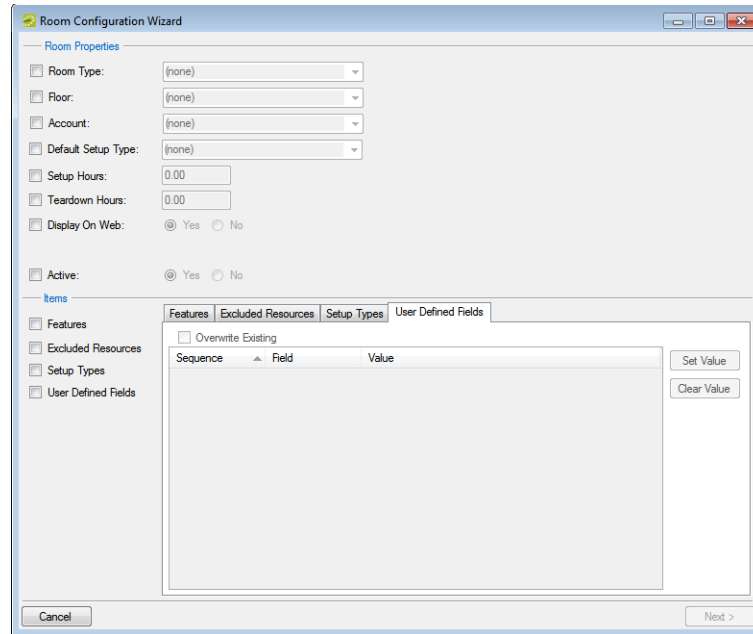 Room Configuration Wizard
Room Properties
Room Type: (none)
Floor: (none)
Account: (none)
Default Setup Type: (none)
Setup Hours: 0.00
Teardown Hours: 0.00
Display On Web: Yes No
Active: Yes No
Items
Features Excluded Resources Setup Types User Defined Fields
Features
Overwrite Existing
Excluded Resources
Sequence Field Value
Set Value
Setup Types
Clear Value
User Defined Fields
Cancel Next >